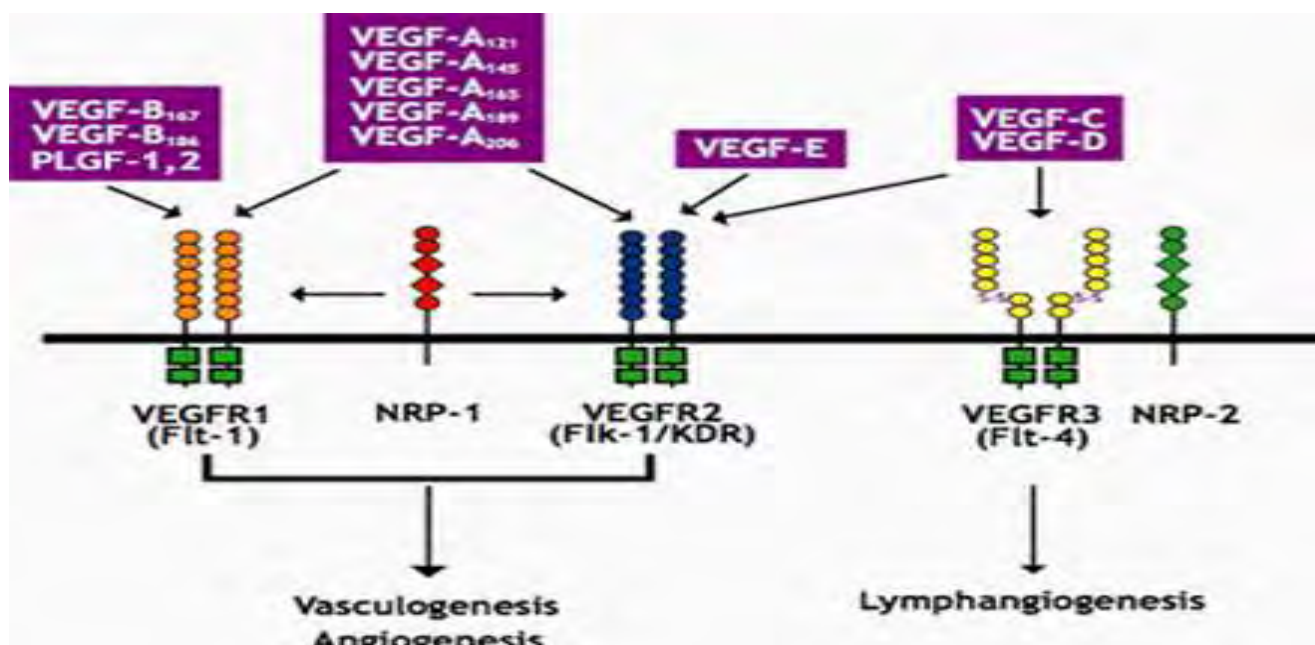 VEGF-A₁₂₁
VEGF-A₁₄₅
VEGF-A₁₆₅
VEGF-A₁₈₉
VEGF-A₂₀₆
VEGF-B₁₆₇
VEGF-B₁₈₆
PLGF-1,2
VEGF-E
VEGF-C
VEGF-D
S-S
S-S
VEGFR1
(Flt-1)
NRP-1
VEGFR2
(Flk-1/KDR)
VEGFR3
(Flt-4)
NRP-2
Vasculogenesis
Angiogenesis
Lymphangiogenesis